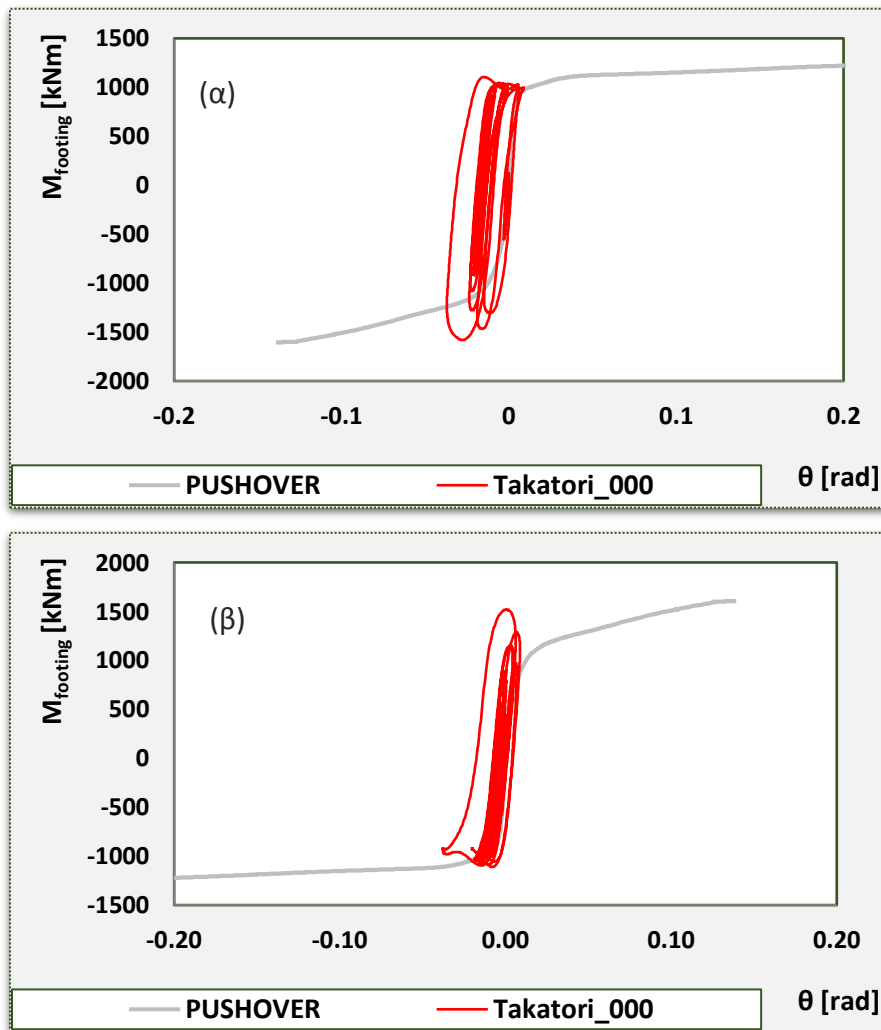 1500
1000
500
0
-500
-1000
-1500
-2000
M_footing [kNm]
(α)
-0.2 -0.1 0 0.1 0.2
θ [rad]
PUSHOVER Takatori_000
2000
1500
1000
500
0
-500
-1000
-1500
M_footing [kNm]
(β)
-0.20 -0.10 0.00 0.10 0.20
θ [rad]
PUSHOVER Takatori_000